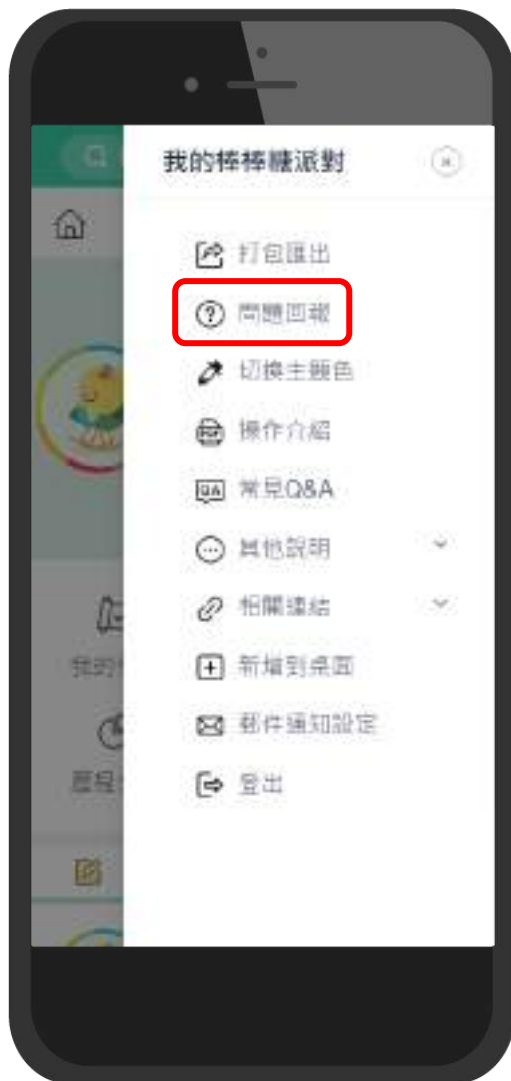 我的棒棒糖派對
打包匯出
問題回報
切換主題色
PDF 操作介紹
QA 常見Q&A
其他說明
相關連結
新增到桌面
郵件通知設定
登出
我的
歷程